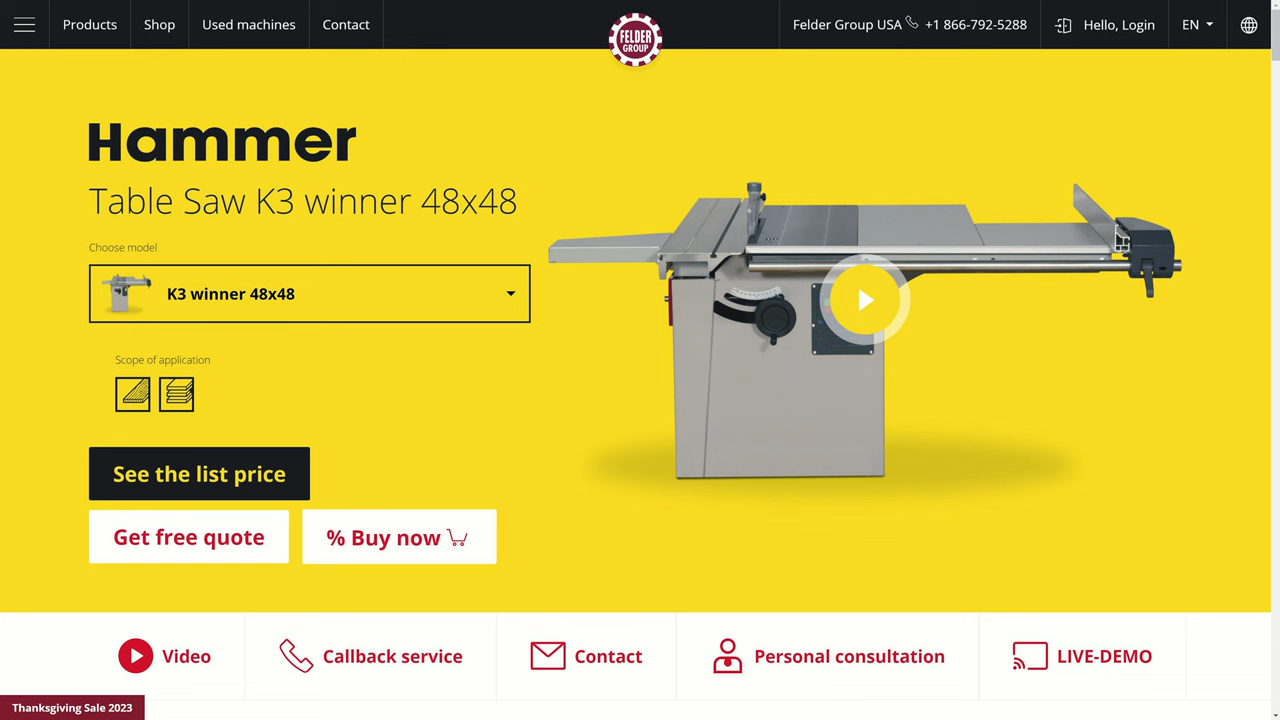 Products
Shop
Used machines
Contact
FELDER
GROUP
Felder Group USA +1 866-792-5288
Hello, Login
EN
Hammer
Table Saw K3 winner 48x48
Choose model
K3 winner 48x48
Scope of application
See the list price
Get free quote
% Buy now
Video
Callback service
Contact
Personal consultation
LIVE-DEMO
Thanksgiving Sale 2023